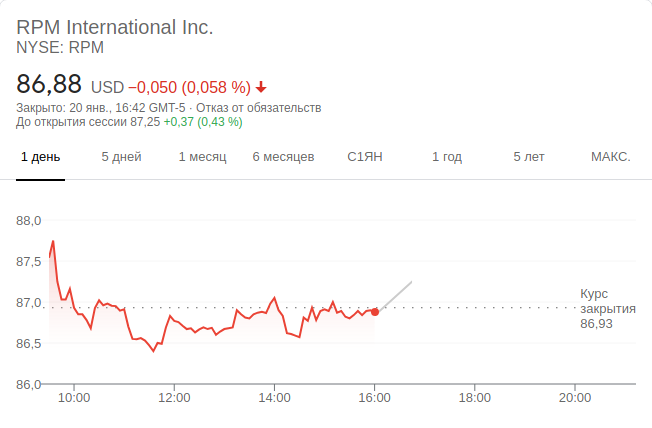 RPM International Inc.
NYSE: RPM
86,88 USD −0,050 (0,058 %)
Закрыто: 20 янв., 16:42 GMT-5 · Отказ от обязательств
До открытия сессии 87,25 +0,37 (0,43 %)
1 день 5 дней 1 месяц 6 месяцев С1ЯН 1 год 5 лет МАКС.
88,0
87,5
87,0
86,5
86,0
Курс
закрытия
86,93
10:00 12:00 14:00 16:00 18:00 20:00